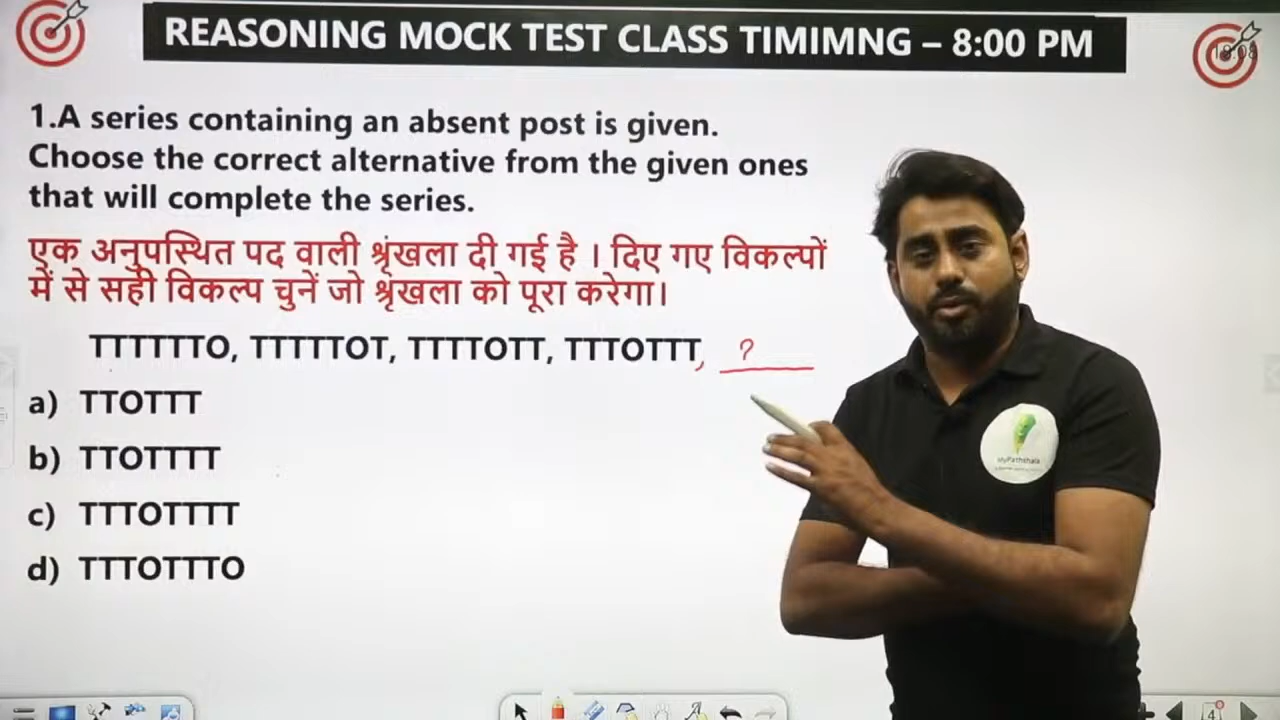 REASONING MOCK TEST CLASS TIMIMNG – 8:00 PM
1.A series containing an absent post is given.
Choose the correct alternative from the given ones
that will complete the series.
एक अनुपस्थित पद वाली श्रृंखला दी गई है । दिए गए विकल्पों
में से सही विकल्प चुनें जो श्रृंखला को पूरा करेगा।
TTTTTTO, TTTTTOT, TTTTOTT, TTTOTTT, ?
a) TTOTTT
b) TTOTTTT
c) TTTOTTTT
d) TTTOTTTO
MyPathshala
4